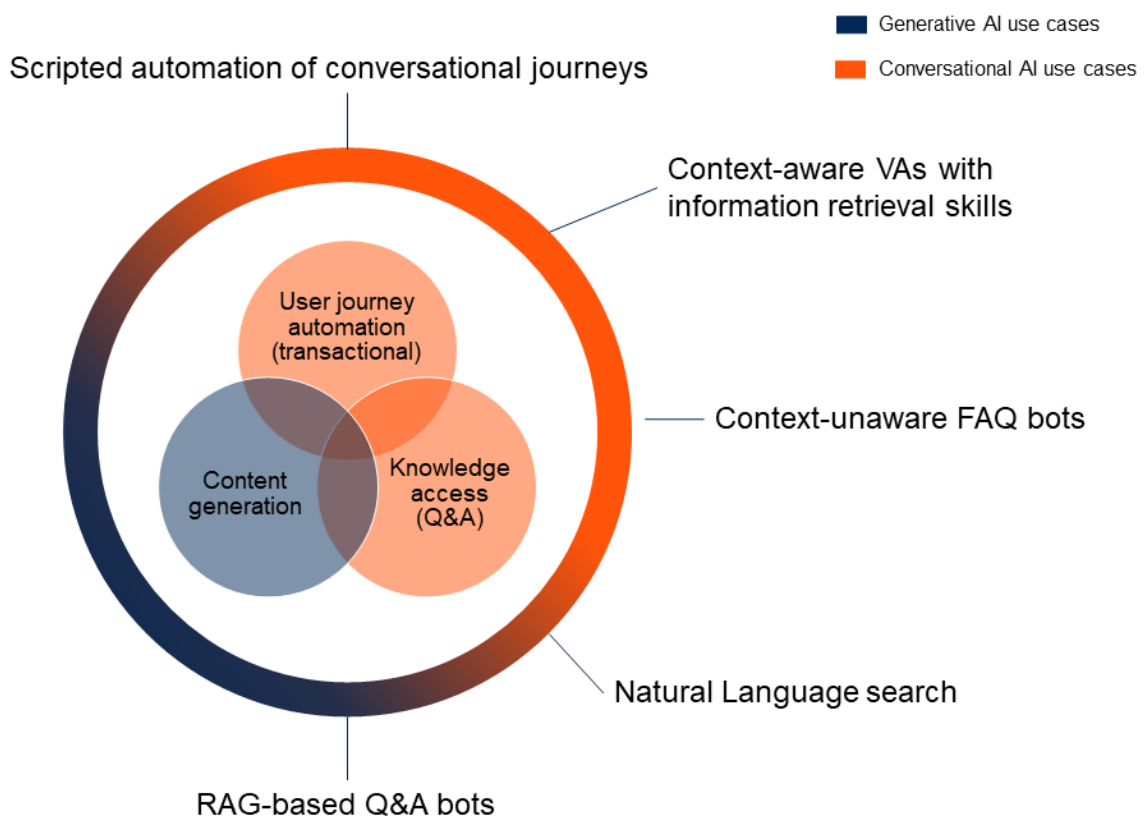 Generative AI use cases
Conversational AI use cases
Scripted automation of conversational journeys
Context-aware VAs with
information retrieval skills
User journey
automation
(transactional)
Context-unaware FAQ bots
Content
generation
Knowledge
access
(Q&A)
Natural Language search
RAG-based Q&A bots